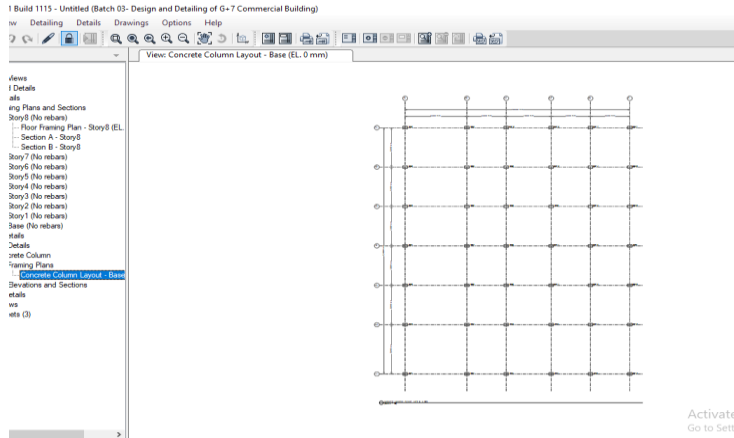 1 Build 1115 - Untitled (Batch 03- Design and Detailing of G+7 Commercial Building)
ew Detailing Details Drawings Options Help
View: Concrete Column Layout - Base (EL. 0 mm)
Views
Details
ails
ing Plans and Sections
Story8 (No rebars)
Floor Framing Plan - Story8 (EL.
Section A - Story8
Section B - Story8
Story7 (No rebars)
Story6 (No rebars)
Story5 (No rebars)
Story4 (No rebars)
Story3 (No rebars)
Story2 (No rebars)
Story1 (No rebars)
Base (No rebars)
etails
Details
crete Column
Framing Plans
Concrete Column Layout - Base
Elevations and Sections
etails
ws
ets (3)
Activate
Go to Sett